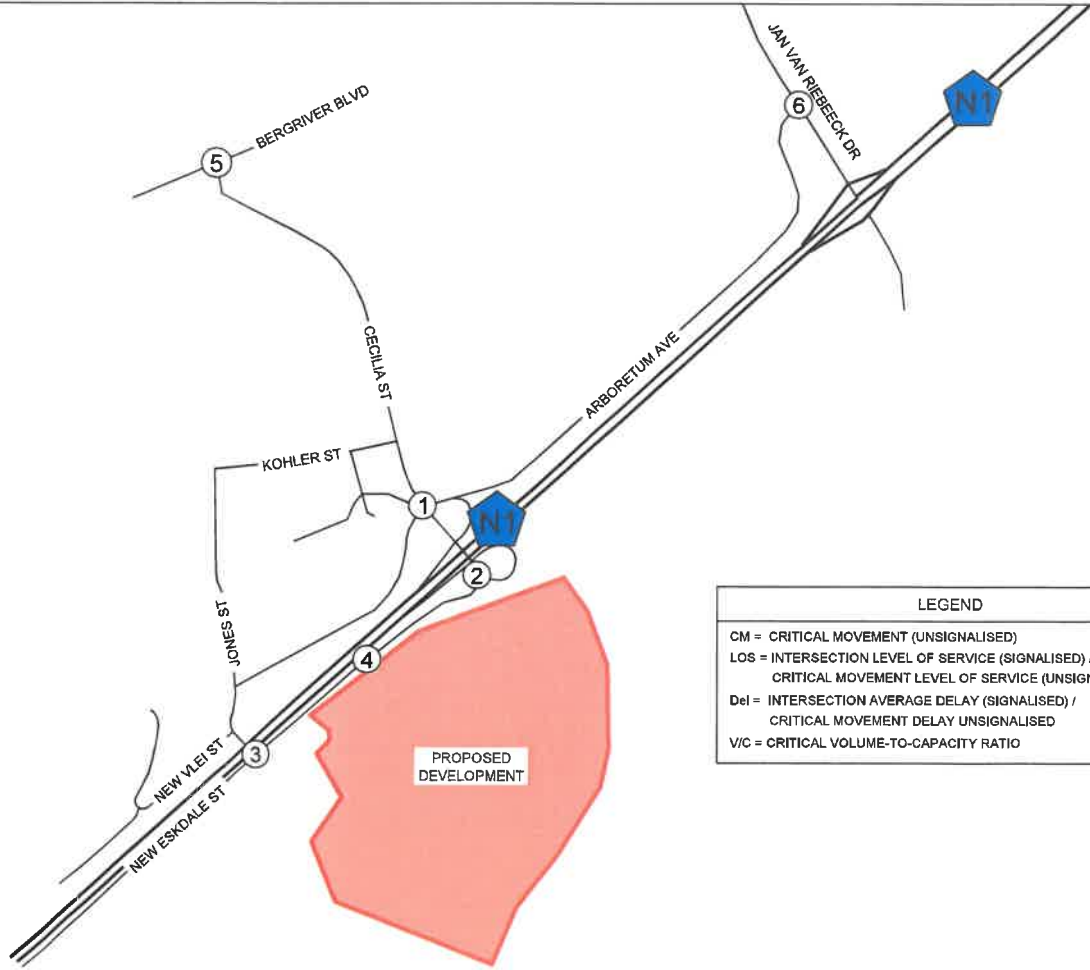 JAN VAN RIEBEECK DR
N1
6
BERGRIVER BLVD
5
CECILIA ST
ARBORETUM AVE
KOHLER ST
1
N1
2
JONES ST
4
3
NEW VLEI ST
NEW ESKDALE ST
PROPOSED
DEVELOPMENT
LEGEND
CM = CRITICAL MOVEMENT (UNSIGNALISED)
LOS = INTERSECTION LEVEL OF SERVICE (SIGNALISED)
CRITICAL MOVEMENT LEVEL OF SERVICE (UNSIGN
Del = INTERSECTION AVERAGE DELAY (SIGNALISED) /
CRITICAL MOVEMENT DELAY UNSIGNALISED
V/C = CRITICAL VOLUME-TO-CAPACITY RATIO